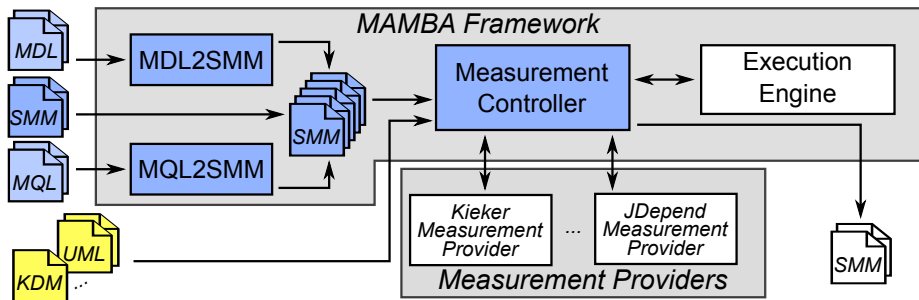 MAMBA Framework
MDL
MDL2SMM
Measurement
Controller
Execution
Engine
SMM
SMM
MQL
MQL2SMM
Kieker
Measurement
Provider
...
JDepend
Measurement
Provider
UML
KDM
...
Measurement Providers
SMM